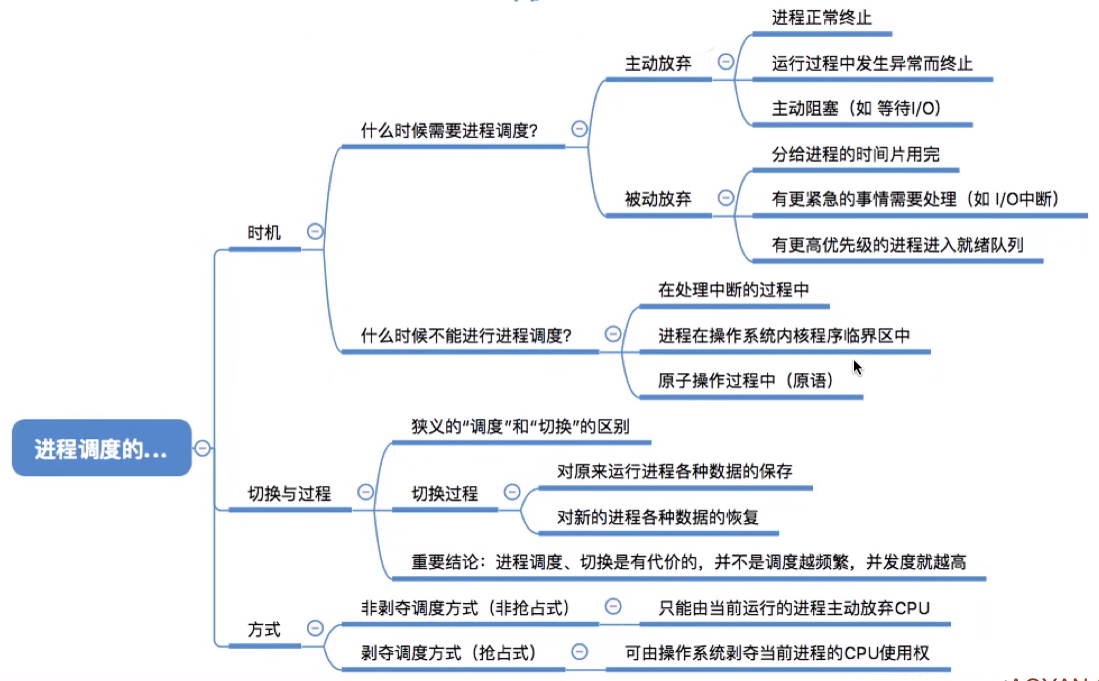 进程调度的...
时机
什么时候需要进程调度？
主动放弃
进程正常终止
运行过程中发生异常而终止
主动阻塞（如 等待I/O）
被动放弃
分给进程的时间片用完
有更紧急的事情需要处理（如 I/O中断）
有更高优先级的进程进入就绪队列
什么时候不能进行进程调度？
在处理中断的过程中
进程在操作系统内核程序临界区中
原子操作过程中（原语）
切换与过程
狭义的“调度”和“切换”的区别
切换过程
对原来运行进程各种数据的保存
对新的进程各种数据的恢复
重要结论：进程调度、切换是有代价的，并不是调度越频繁，并发度就越高
方式
非剥夺调度方式（非抢占式）
只能由当前运行的进程主动放弃CPU
剥夺调度方式（抢占式）
可由操作系统剥夺当前进程的CPU使用权